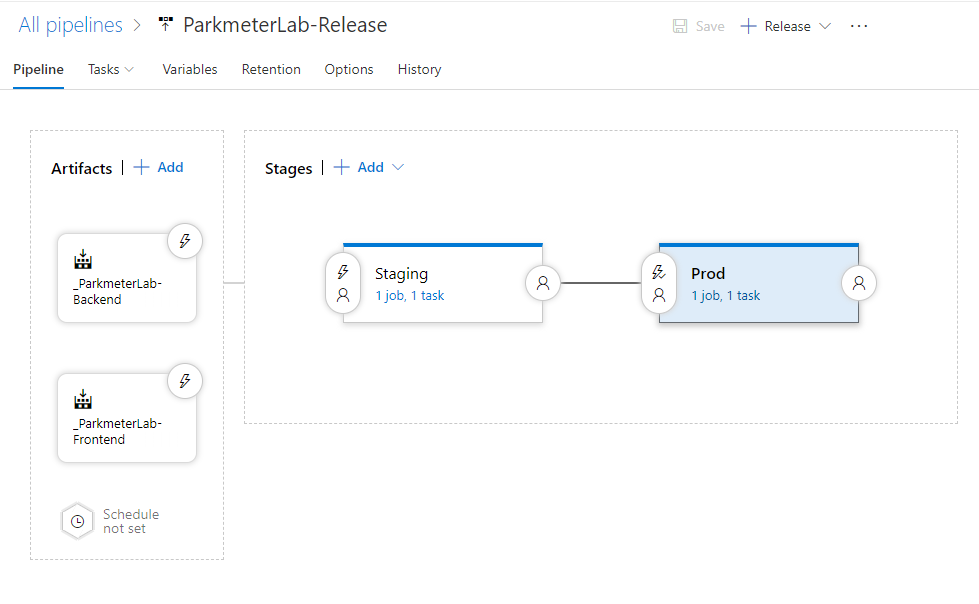 All pipelines > ParkmeterLab-Release
Save + Release ...
Pipeline Tasks Variables Retention Options History
Artifacts | + Add
Stages | + Add
_ParkmeterLab-
Backend
Staging
1 job, 1 task
Prod
1 job, 1 task
_ParkmeterLab-
Frontend
Schedule
not set